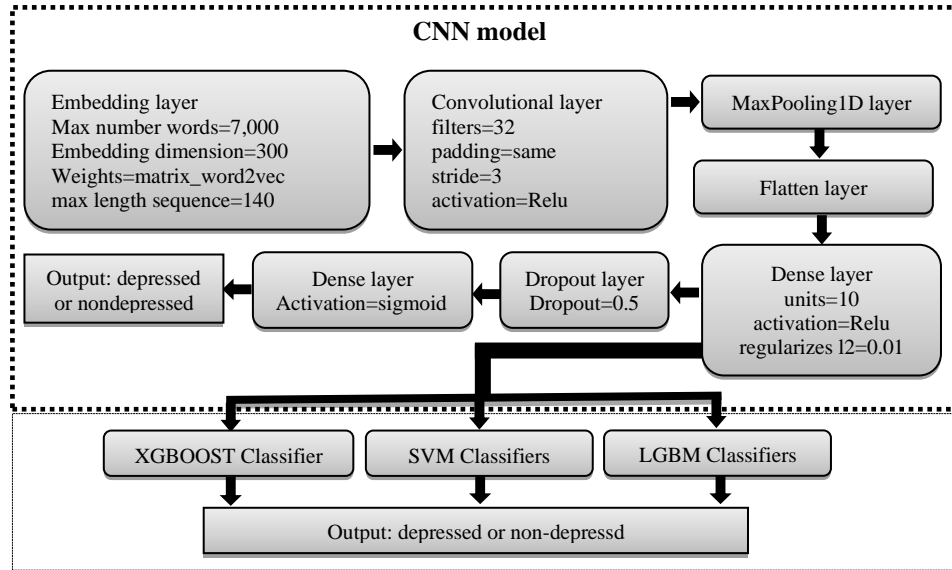 CNN model
Embedding layer
Max number words=7,000
Embedding dimension=300
Weights=matrix_word2vec
max length sequence=140
Convolutional layer
filters=32
padding=same
stride=3
activation=Relu
MaxPooling1D layer
Flatten layer
Dense layer
units=10
activation=Relu
regularizes l2=0.01
Dropout layer
Dropout=0.5
Dense layer
Activation=sigmoid
Output: depressed
or nondepressed
XGBOOST Classifier
SVM Classifiers
LGBM Classifiers
Output: depressed or non-depressd